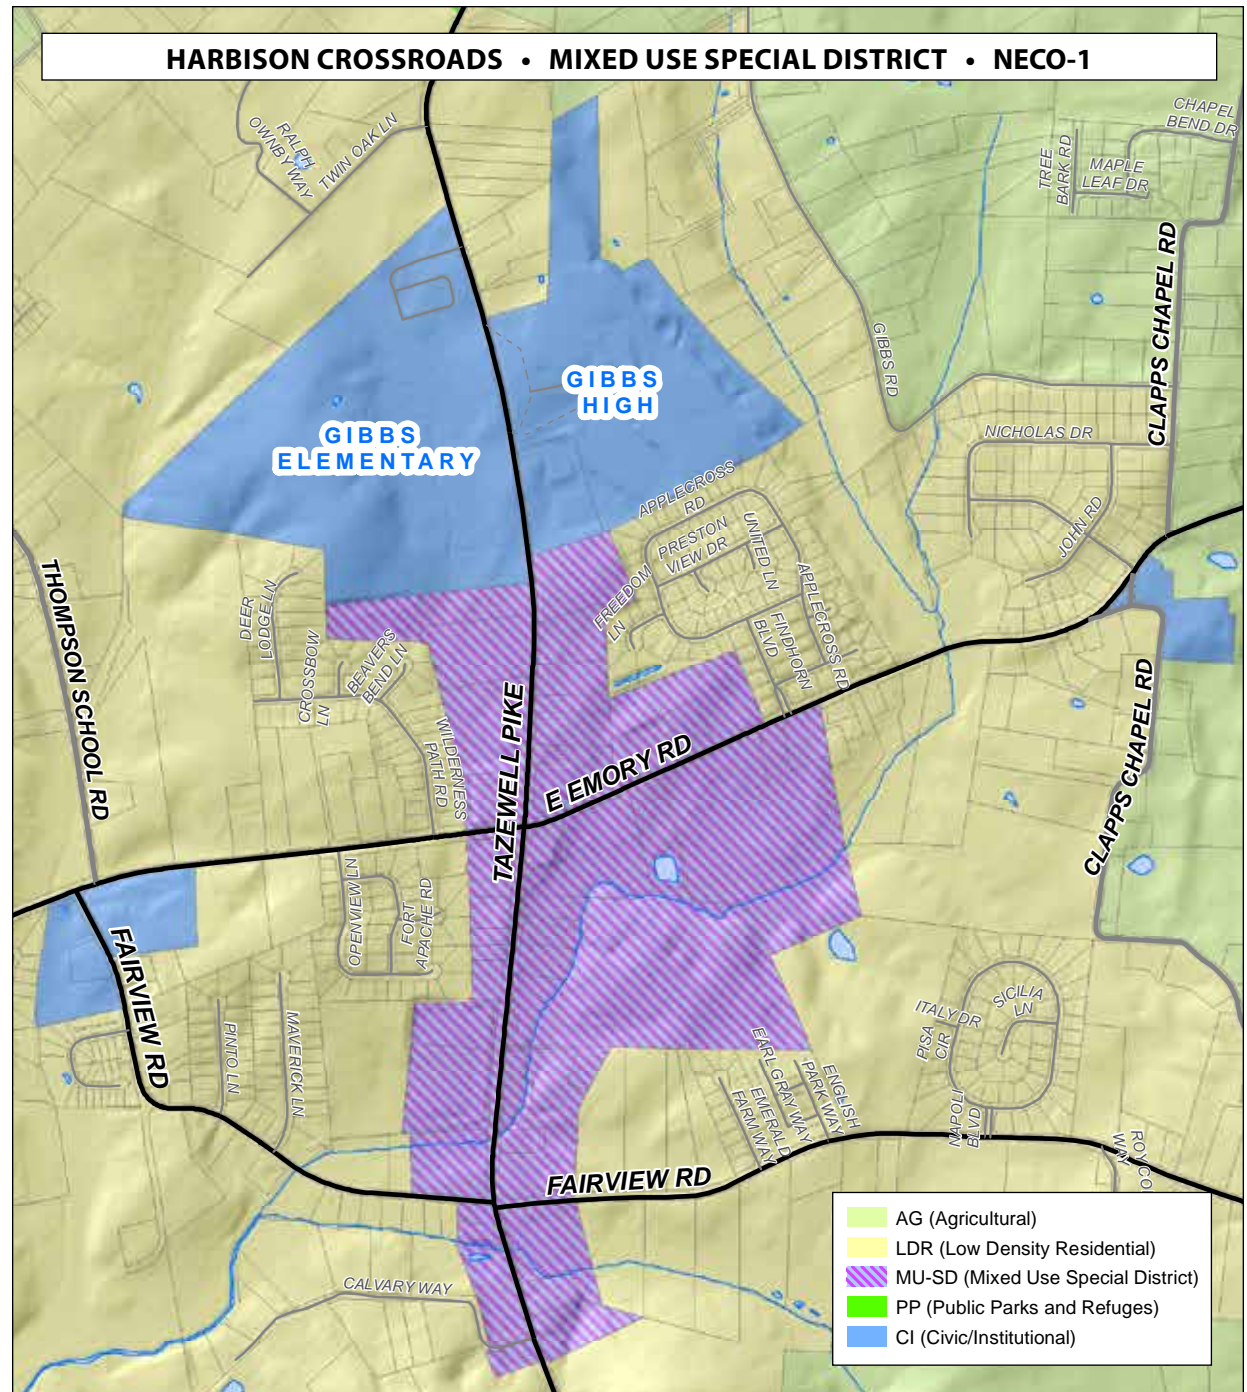 HARBISON CROSSROADS • MIXED USE SPECIAL DISTRICT • NECO-1
CHAPEL
BEND DR
RALPH
OWNBY WAY
TWIN OAK LN
TREE
BARK RD
MAPLE
LEAF DR
CLAPPS CHAPEL RD
GIBBS RD
GIBBS
HIGH
GIBBS
ELEMENTARY
NICHOLAS DR
JOHN RD
APPLECROSS
RD
PRESTON
VIEW DR
UNITED LN
APPLECROSS RD
FREEDOM
LN
FINDHORN
BLVD
THOMPSON SCHOOL RD
DEER
LODGE LN
CROSSBOW
LN
BEAVERS
BEND LN
WILDERNESS
PATH RD
TAZEWELL PIKE
E EMORY RD
CLAPPS CHAPEL RD
OPENVIEW LN
FORT
APACHE RD
FAIRVIEW RD
PINTO LN
MAVERICK LN
ITALY DR
SICILIA
LN
PISA
CIR
NAPOLI
BLVD
EARL GRAY WAY
ENGLISH
PARK WAY
EMERALD
FARM WAY
FAIRVIEW RD
WAY
CALVARY WAY
AG (Agricultural)
LDR (Low Density Residential)
MU-SD (Mixed Use Special District)
PP (Public Parks and Refuges)
CI (Civic/Institutional)